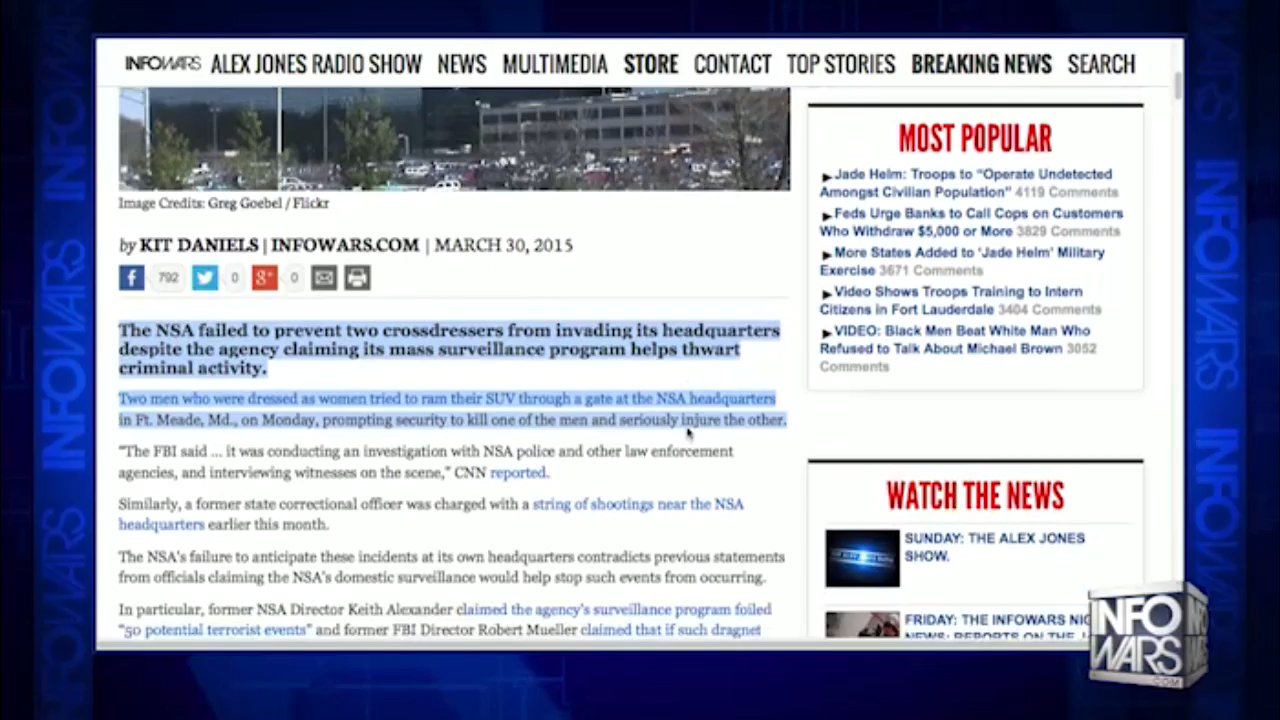 INFOWARS ALEX JONES RADIO SHOW NEWS MULTIMEDIA STORE CONTACT TOP STORIES BREAKING NEWS SEARCH
Image Credits: Greg Goebel / Flickr
by KIT DANIELS | INFOWARS.COM | MARCH 30, 2015
792 0 8+ 0
The NSA failed to prevent two crossdressers from invading its headquarters
despite the agency claiming its mass surveillance program helps thwart
criminal activity.
Two men who were dressed as women tried to ram their SUV through a gate at the NSA headquarters
in Ft. Meade, Md., on Monday, prompting security to kill one of the men and seriously injure the other.
“The FBI said ... it was conducting an investigation with NSA police and other law enforcement
agencies, and interviewing witnesses on the scene,” CNN reported.
Similarly, a former state correctional officer was charged with a string of shootings near the NSA
headquarters earlier this month.
The NSA’s failure to anticipate these incidents at its own headquarters contradicts previous statements
from officials claiming the NSA’s domestic surveillance would help stop such events from occurring.
In particular, former NSA Director Keith Alexander claimed the agency’s surveillance program foiled
“50 potential terrorist events” and former FBI Director Robert Mueller claimed that if such dragnet
MOST POPULAR
Jade Helm: Troops to “Operate Undetected
Amongst Civilian Population” 4119 Comments
Feds Urge Banks to Call Cops on Customers
Who Withdraw $5,000 or More 3829 Comments
More States Added to ‘Jade Helm’ Military
Exercise 3671 Comments
Video Shows Troops Training to Intern
Citizens in Fort Lauderdale 3404 Comments
VIDEO: Black Men Beat White Man Who
Refused to Talk About Michael Brown 3052
Comments
WATCH THE NEWS
SUNDAY: THE ALEX JONES
SHOW.
FRIDAY: THE INFOWARS
NEWS: REPORTS ON THE
INFO
WARS
.COM
INFOWARS
INFOWARS
INFOWARS
INFOWARS